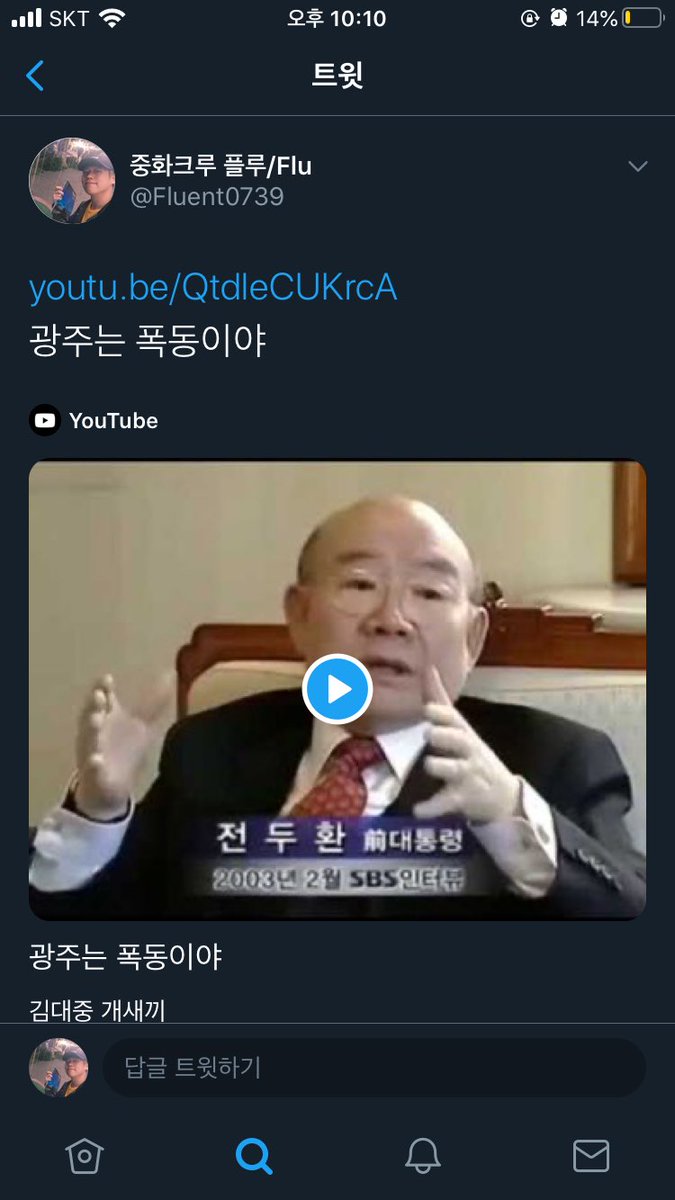 SKT 오후 10:10 14%
트윗
중화크루 플루/Flu
@Fluent0739
youtu.be/QtdleCUKrcA
광주는 폭동이야
YouTube
전두환 前대통령
2003년 2월 SBS인터뷰
광주는 폭동이야
김대중 개새끼
답글 트윗하기